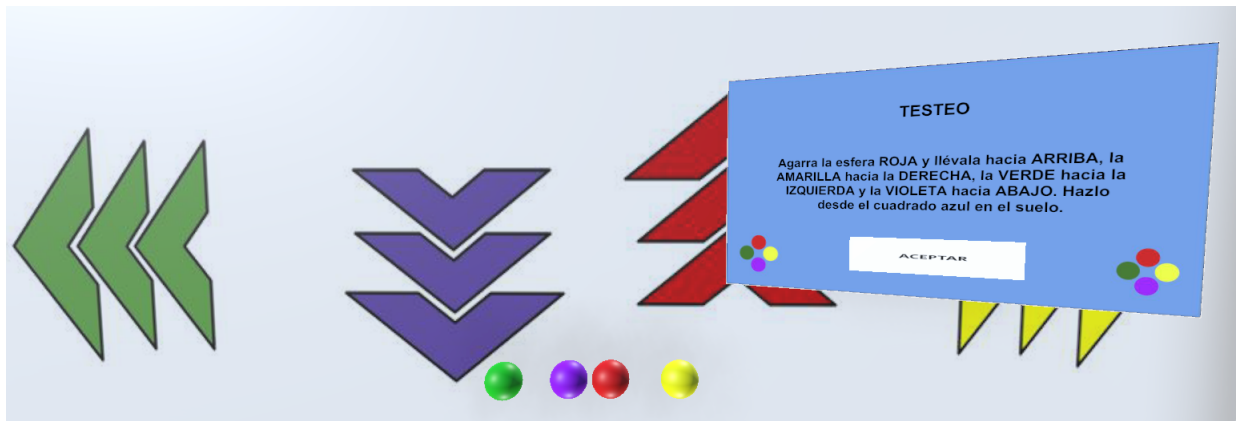 TESTEO
Agarra la esfera ROJA y llévala hacia ARRIBA, la
AMARILLA hacia la DERECHA, la VERDE hacia la
IZQUIERDA y la VIOLETA hacia ABAJO. Hazlo
desde el cuadrado azul en el suelo.
ACEPTAR